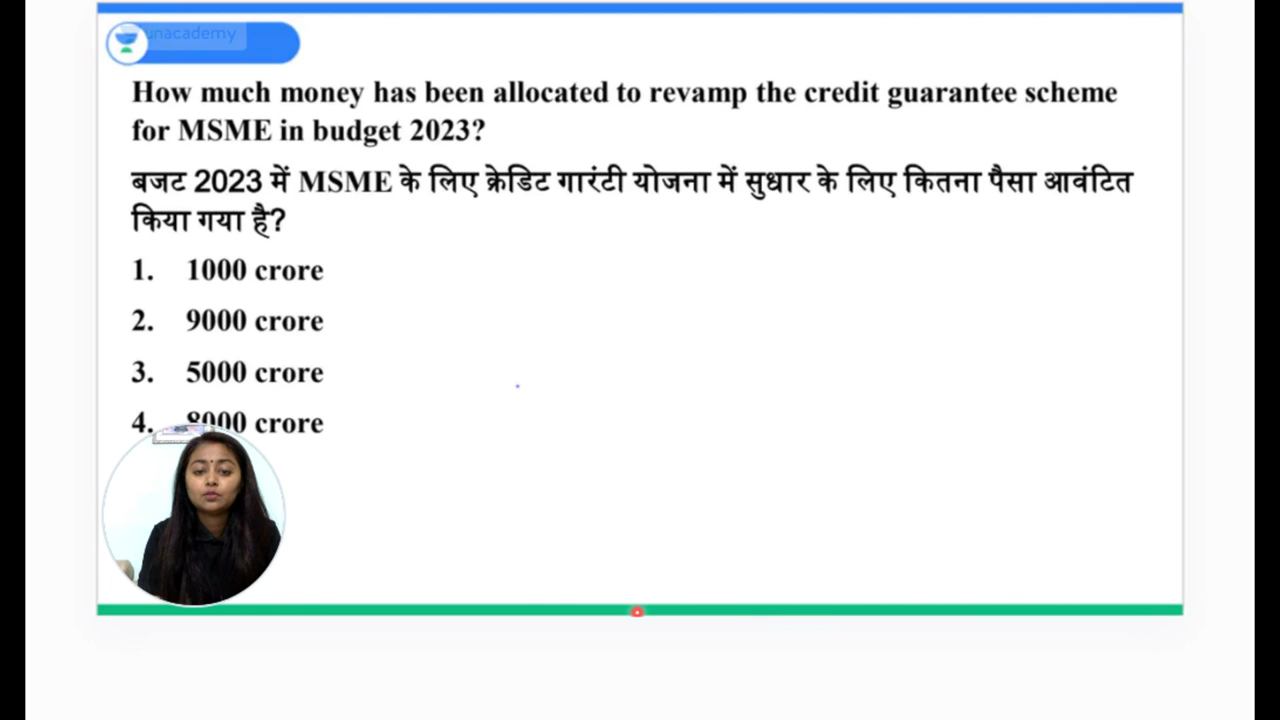 unacademy
How much money has been allocated to revamp the credit guarantee scheme
for MSME in budget 2023?
बजट 2023 में MSME के लिए क्रेडिट गारंटी योजना में सुधार के लिए कितना पैसा आवंटित
किया गया है?
1. 1000 crore
2. 9000 crore
3. 5000 crore
4. 8000 crore